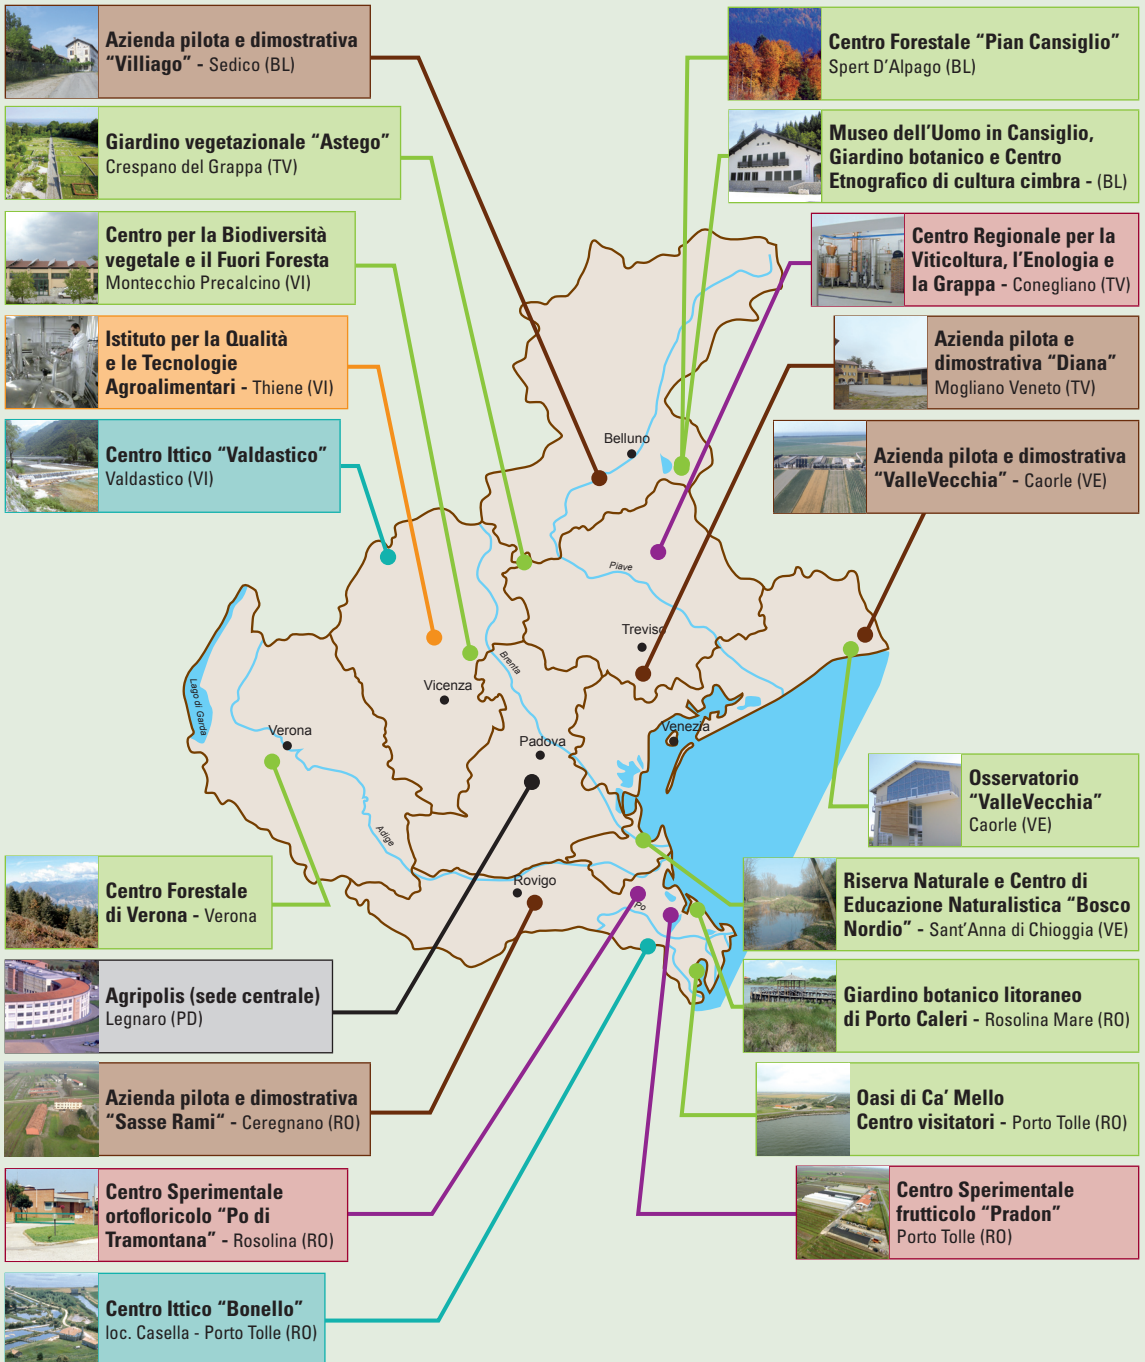 Azienda pilota e dimostrativa
“Villiago” - Sedico (BL)
Giardino vegetazionale “Astego”
Crespano del Grappa (TV)
Centro per la Biodiversità
vegetale e il Fuori Foresta
Montecchio Precalcino (VI)
Istituto per la Qualità
e le Tecnologie
Agroalimentari - Thiene (VI)
Centro Ittico “Valdastico”
Valdastico (VI)
Centro Forestale “Pian Cansiglio”
Spert D’Alpago (BL)
Museo dell’Uomo in Cansiglio,
Giardino botanico e Centro
Etnografico di cultura cimbra - (BL)
Centro Regionale per la
Viticoltura, l’Enologia e
la Grappa - Conegliano (TV)
Azienda pilota e
dimostrativa “Diana”
Mogliano Veneto (TV)
Azienda pilota e dimostrativa
“ValleVecchia” - Caorle (VE)
Belluno
Piave
Treviso
Brenta
Vicenza
Lago di Garda
Verona
Padova
Venezia
Adige
Rovigo
Po
Osservatorio
“ValleVecchia”
Caorle (VE)
Centro Forestale
di Verona - Verona
Agripolis (sede centrale)
Legnaro (PD)
Azienda pilota e dimostrativa
“Sasse Rami“ - Ceregnano (RO)
Centro Sperimentale
ortofloricolo “Po di
Tramontana” - Rosolina (RO)
Centro Ittico “Bonello”
loc. Casella - Porto Tolle (RO)
Riserva Naturale e Centro di
Educazione Naturalistica “Bosco
Nordio” - Sant’Anna di Chioggia (VE)
Giardino botanico litoraneo
di Porto Caleri - Rosolina Mare (RO)
Oasi di Ca’ Mello
Centro visitatori - Porto Tolle (RO)
Centro Sperimentale
frutticolo “Pradon”
Porto Tolle (RO)